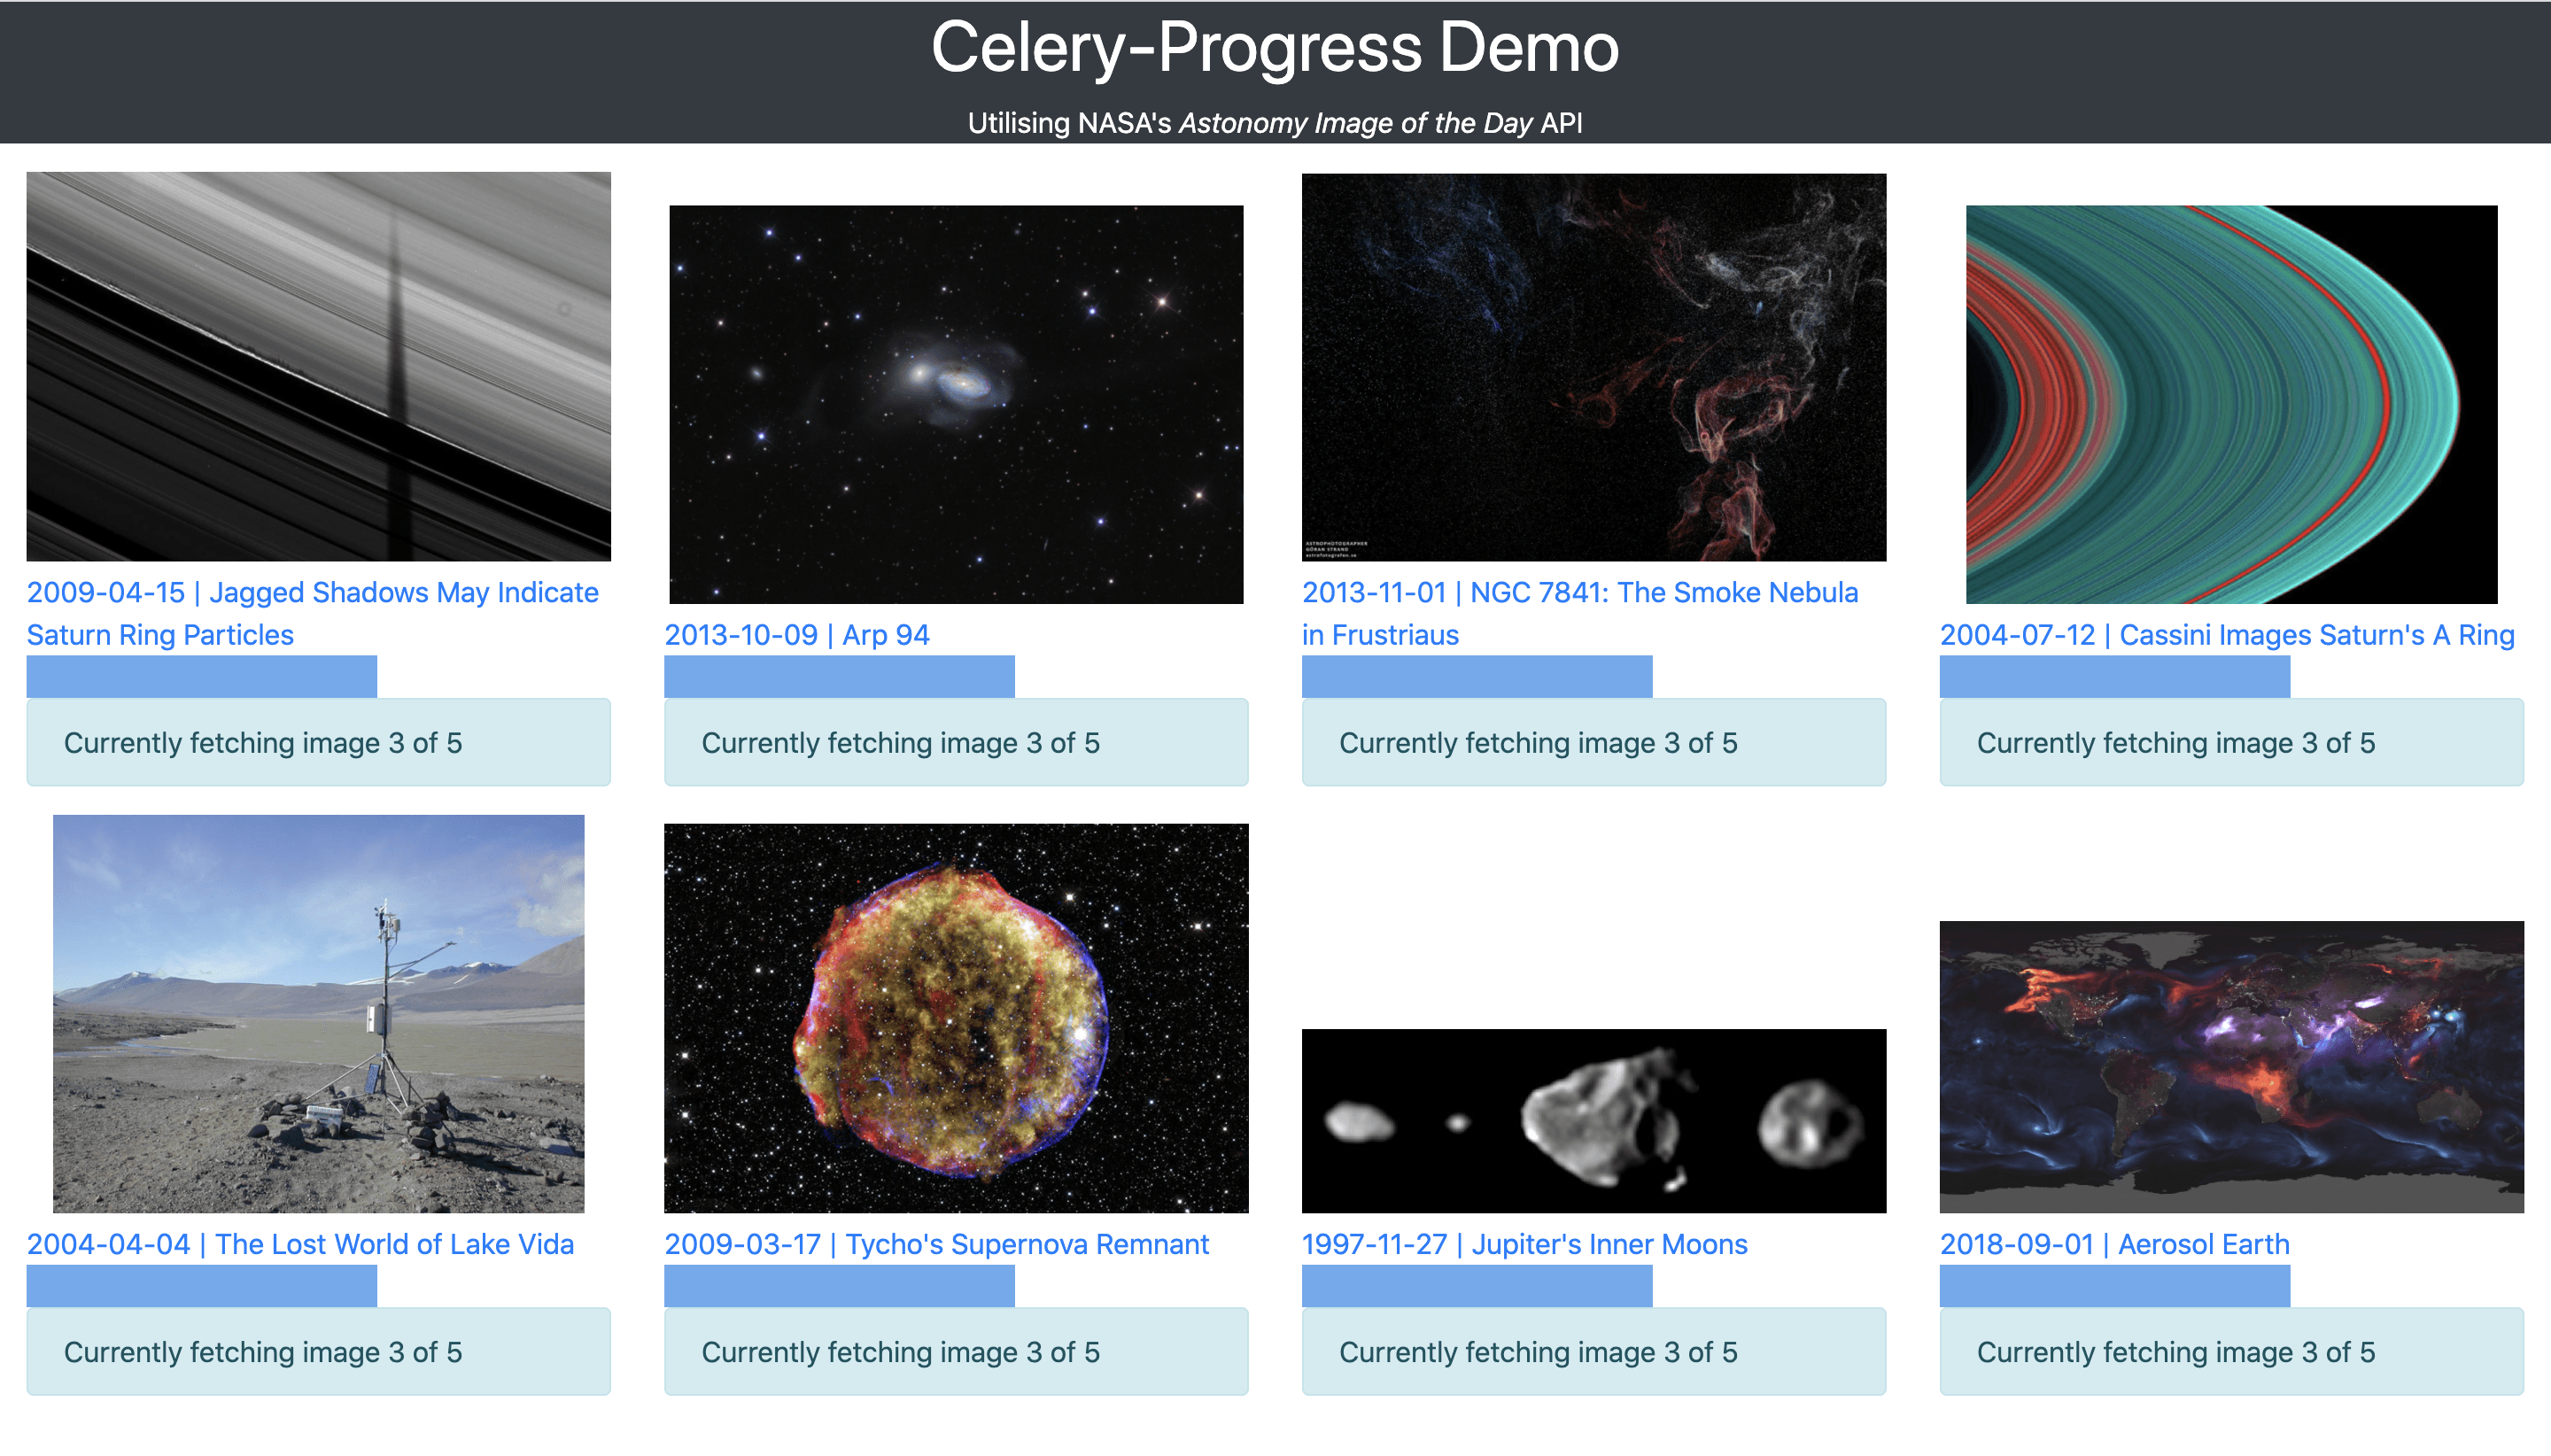 Celery-Progress Demo
Utilising NASA's Astonomy Image of the Day API
ASTROPHOTOGRAPHER
GÖRAN STRAND
astrofotografen.se
2009-04-15 | Jagged Shadows May Indicate
Saturn Ring Particles
Currently fetching image 3 of 5
2013-10-09 | Arp 94
Currently fetching image 3 of 5
2013-11-01 | NGC 7841: The Smoke Nebula
in Frustriaus
Currently fetching image 3 of 5
2004-07-12 | Cassini Images Saturn's A Ring
Currently fetching image 3 of 5
2004-04-04 | The Lost World of Lake Vida
Currently fetching image 3 of 5
2009-03-17 | Tycho's Supernova Remnant
Currently fetching image 3 of 5
1997-11-27 | Jupiter's Inner Moons
Currently fetching image 3 of 5
2018-09-01 | Aerosol Earth
Currently fetching image 3 of 5